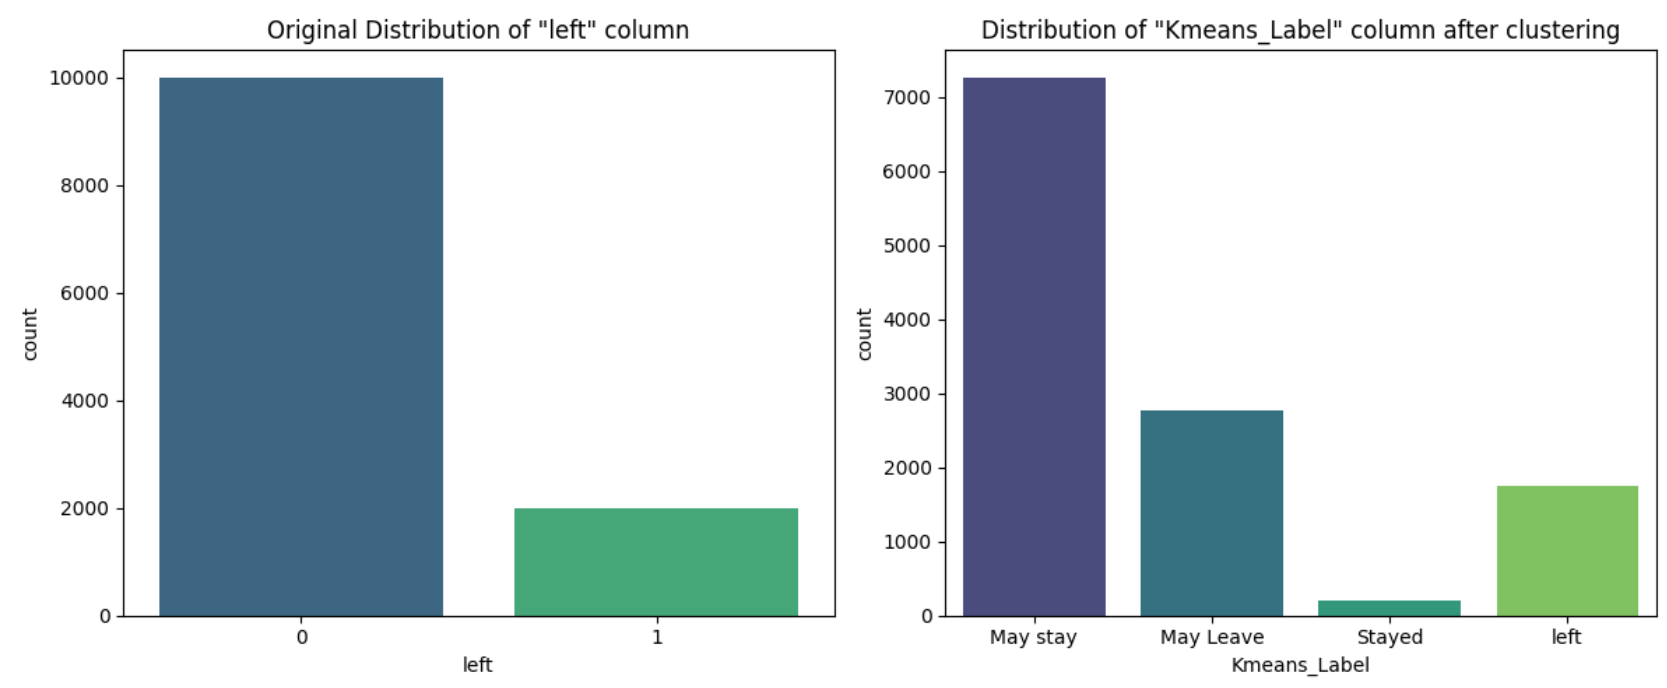 Original Distribution of "left" column
10000
8000
6000
4000
2000
0
count
0
1
left
Distribution of "Kmeans_Label" column after clustering
7000
6000
5000
4000
3000
2000
1000
0
count
May stay
May Leave
Stayed
left
Kmeans_Label